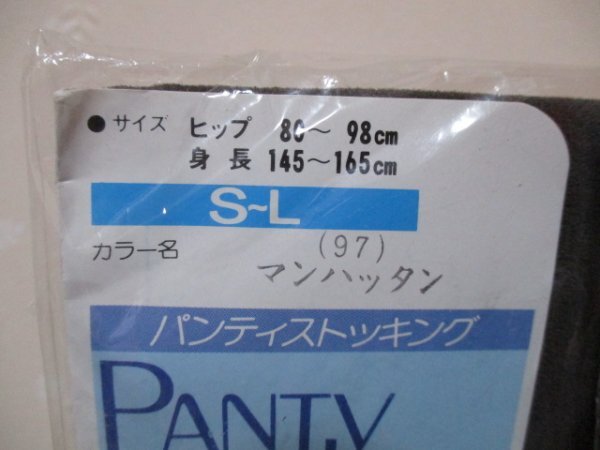 ● サイズ ヒップ 80～ 98cm
身長 145～165cm
S~L
カラー名 (97)
マンハッタン
パンティストッキング
PANTY